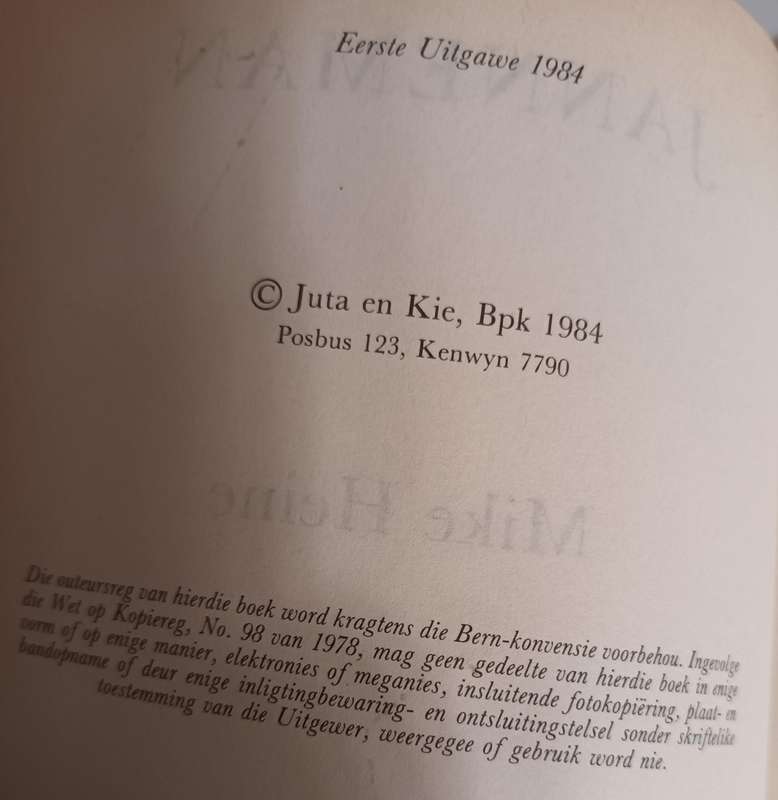 Eerste Uitgawe 1984
JANNEMAN
© Juta en Kie, Bpk 1984
Posbus 123, Kenwyn 7790
Mike Heine
Die outeursreg van hierdie boek word kragtens die Bern-konvensie voorbehou. Ingevolge
die Wet op Kopiereg, No. 98 van 1978, mag geen gedeelte van hierdie boek in enige
vorm of op enige manier, elektronies of meganies, insluitende fotokopiëring, plaat- en
bandopname of deur enige inligtingbewaring- en ontsluitingstelsel sonder skriftelike
toestemming van die Uitgewer, weergegee of gebruik word nie.